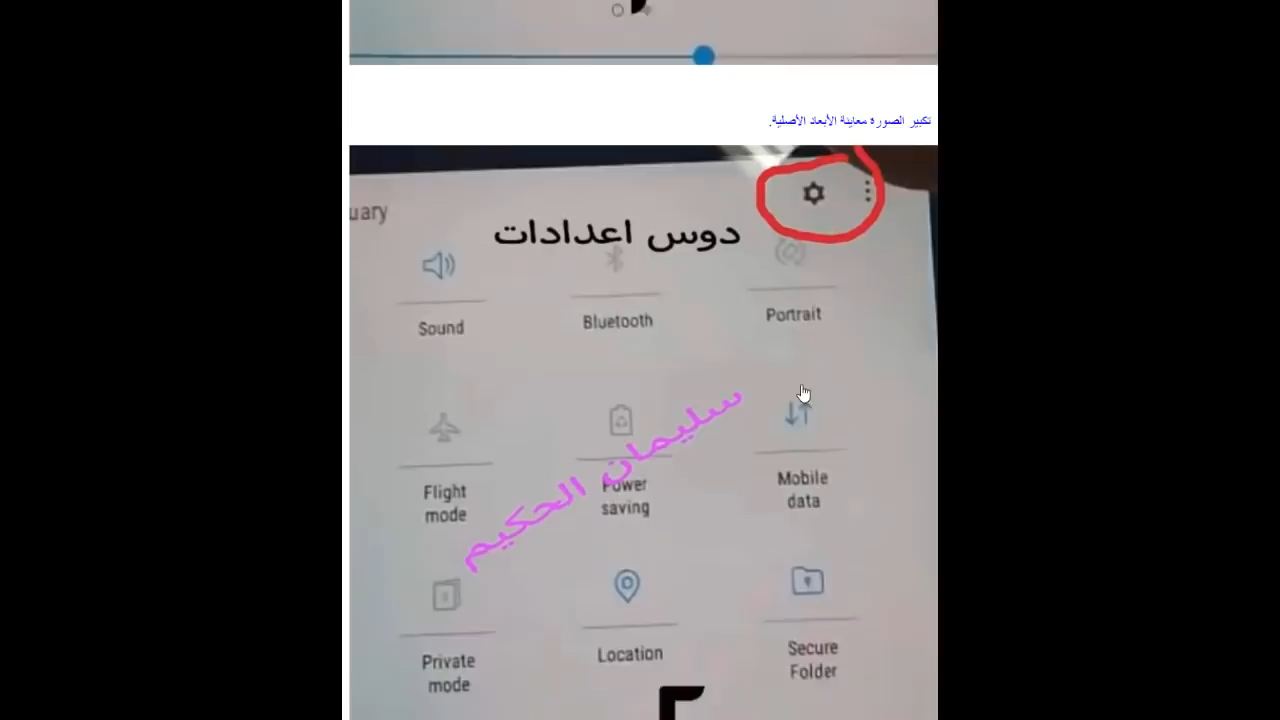 تكبير الصورة معاينة الأبعاد الأصلية.
uary
دوس اعدادات
Sound
Bluetooth
Portrait
سليمان الحكيم
Flight
mode
Power
saving
Mobile
data
Private
mode
Location
Secure
Folder